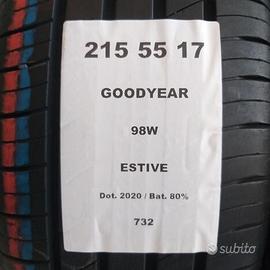 215 55 17
GOODYEAR
98W
ESTIVE
Dot. 2020 / Bat. 80%
732
subito